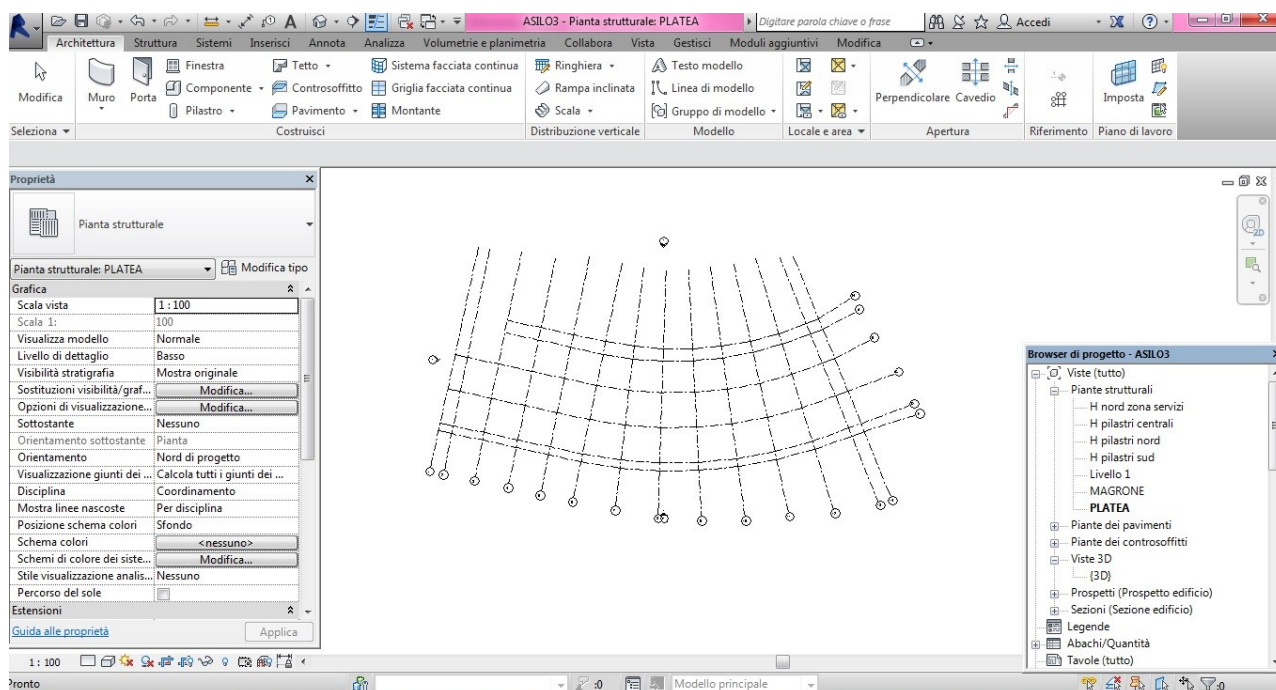 ASILO3 - Pianta strutturale: PLATEA
Digitare parola chiave o frase
Accedi
Architettura Struttura Sistemi Inserisci Annota Analizza Volumetrie e planimetria Collabora Vista Gestisci Moduli aggiuntivi Modifica
Modifica
Muro
Porta
Finestra
Componente
Pilastro
Tetto
Controsoffitto
Pavimento
Sistema facciata continua
Griglia facciata continua
Montante
Ringhiera
Rampa inclinata
Scala
Testo modello
Linea di modello
Gruppo di modello
Perpendicolare
Cavedio
Imposta
Seleziona Costruisci Distribuzione verticale Modello Locale e area Apertura Riferimento Piano di lavoro
Proprietà
Pianta strutturale
Pianta strutturale: PLATEA Modifica tipo
Grafica
Scala vista 1 : 100
Scala 1: 100
Visualizza modello Normale
Livello di dettaglio Basso
Visibilità stratigrafia Mostra originale
Sostituzioni visibilità/graf... Modifica...
Opzioni di visualizzazione... Modifica...
Sottostante Nessuno
Orientamento sottostante Pianta
Orientamento Nord di progetto
Visualizzazione giunti dei ... Calcola tutti i giunti dei ...
Disciplina Coordinamento
Mostra linee nascoste Per disciplina
Posizione schema colori Sfondo
Schema colori <nessuno>
Schemi di colore dei siste... Modifica...
Stile visualizzazione analis... Nessuno
Percorso del sole
Estensioni
Guida alle proprietà Applica
2D
Browser di progetto - ASILO3
Viste (tutto)
Piante strutturali
H nord zona servizi
H pilastri centrali
H pilastri nord
H pilastri sud
Livello 1
MAGRONE
PLATEA
Piante dei pavimenti
Piante dei controsoffitti
Viste 3D
{3D}
Prospetti (Prospetto edificio)
Sezioni (Sezione edificio)
Legende
Abachi/Quantità
Tavole (tutto)
1 : 100
Pronto
:0
Modello principale
:0